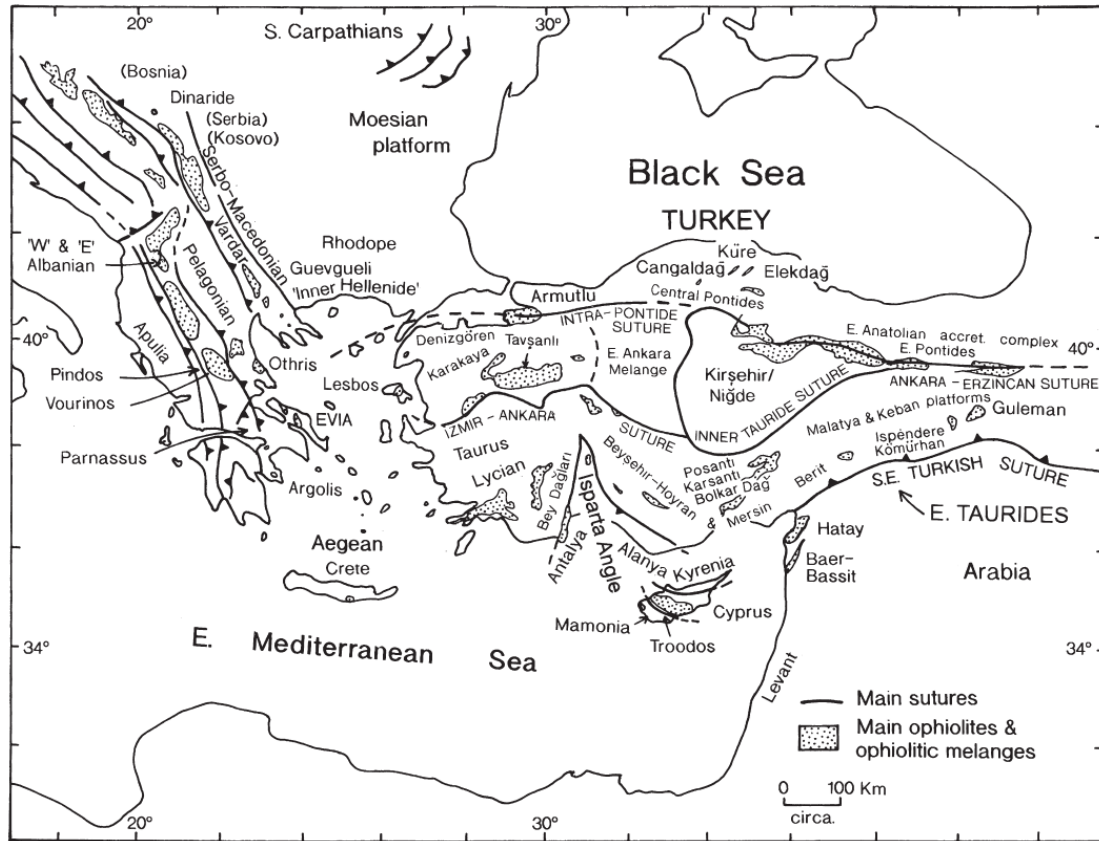 20°
30°
S. Carpathians
(Bosnia)
Dinaride
(Serbia)
(Kosovo)
Moesian
platform
Serbo-Macedonian
Vardar
Black Sea
TURKEY
'W' & 'E'
Albanian
Pelagonian
Rhodope
Guevgueli
'Inner Hellenide'
Küre
Cangaldağ
Elekdağ
Central Pontides
Armutlu
INTRA-PONTIDE
SUTURE
40°
Apulia
Denizgören
Tavşanlı
Karakaya
E. Ankara
Melange
E. Anatolian accret. complex
E. Pontides
40°
ANKARA-ERZINCAN SUTURE
Othris
Pindos
Vourinos
Lesbos
Kirşehir/
Niğde
INNER TAURIDE SUTURE
EVIA
IZMIR-ANKARA
SUTURE
Malatya & Keban platforms
Guleman
Parnassus
Taurus
Lycian
Ispendere
Kömürhan
Argolis
Bey Dağları
Isparta Angle
Beyşehir-Hoyran
Posantı
Karsantı
Bolkar Dağ
& Mersin
Berit
S.E. TURKISH SUTURE
E. TAURIDES
Aegean
Crete
Antalya
Alanya
Kyrenia
Hatay
Baer-
Bassit
Arabia
Mamonia
Cyprus
Troodos
34°
E. Mediterranean Sea
34°
Levant
Main sutures
Main ophiolites &
ophiolitic melanges
0 100 Km
circa.
20°
30°